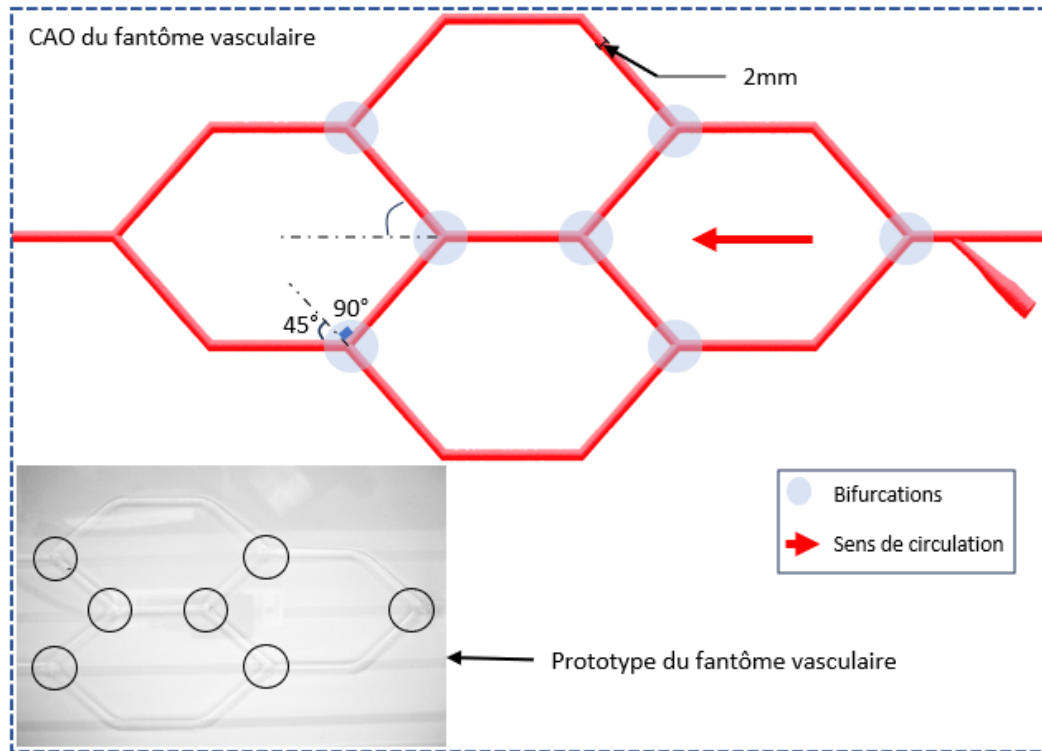 CAO du fantôme vasculaire
2mm
90°
45°
Bifurcations
Sens de circulation
Prototype du fantôme vasculaire